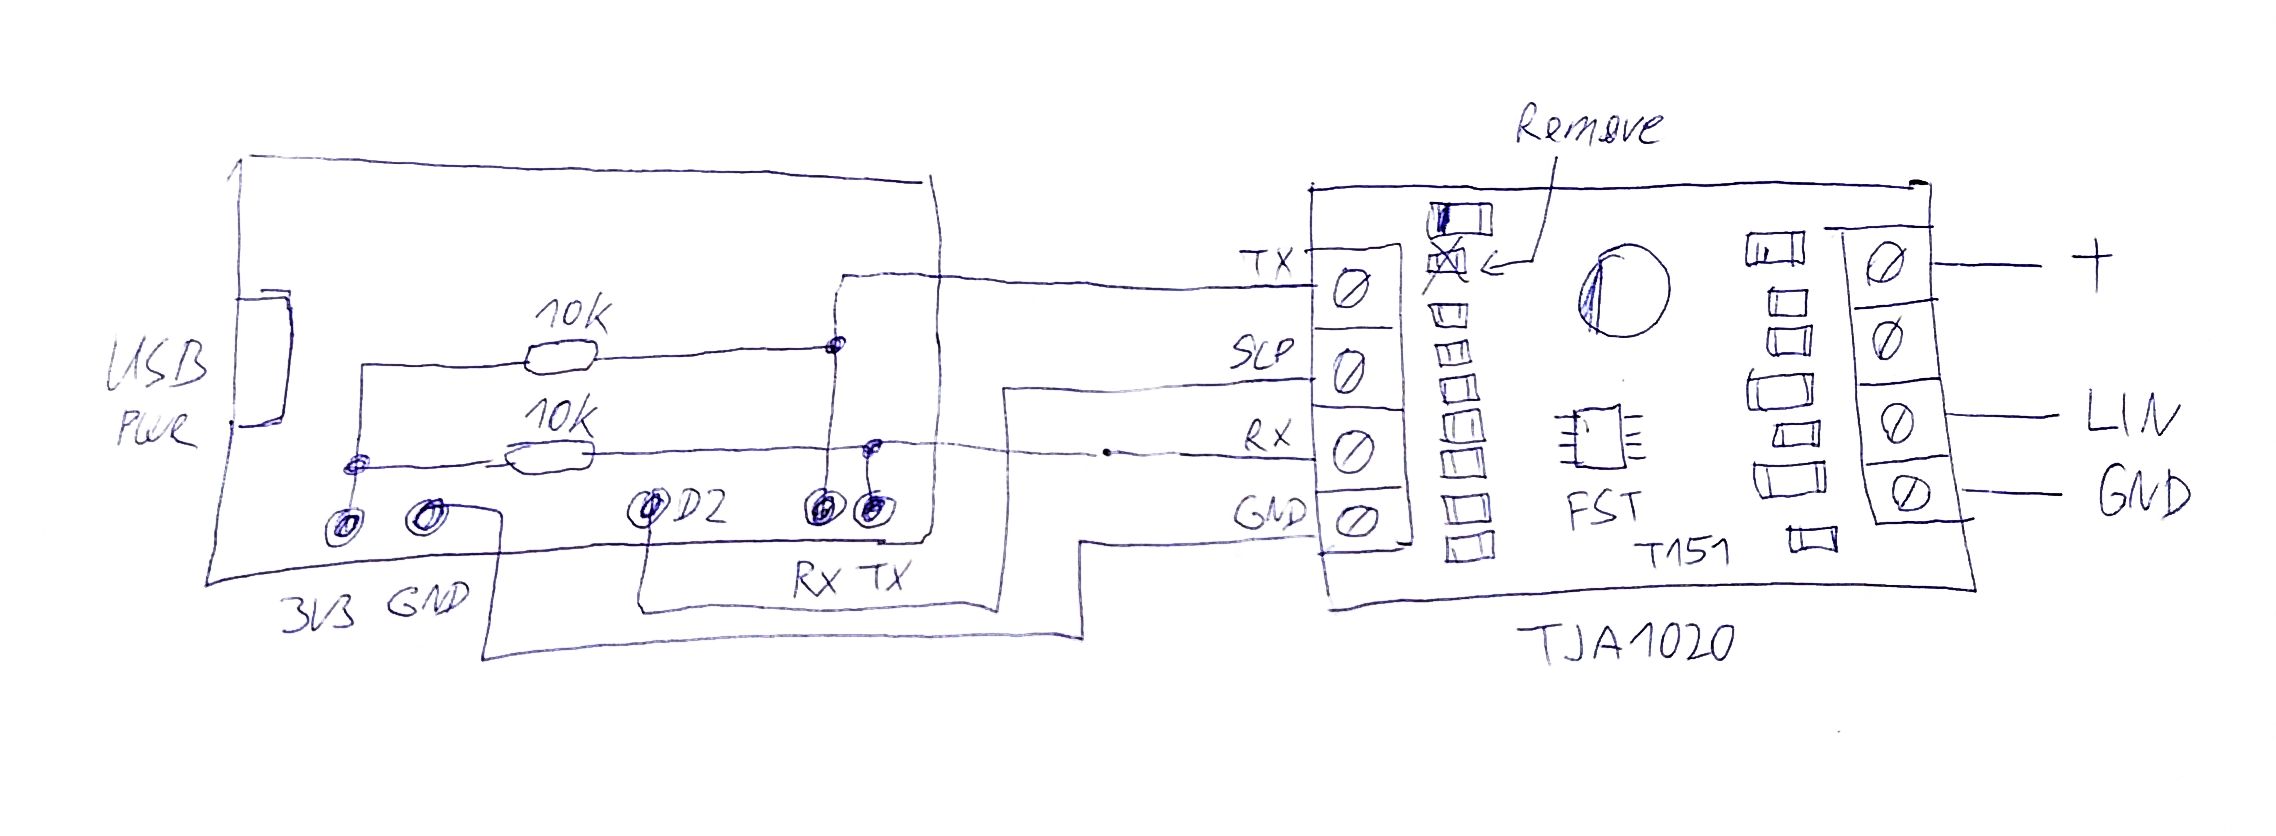 Remove
TX
+
10K
SLP
USB
PWR
10K
RX
LIN
D2
GND
GND
FST
T151
RX TX
3V3 GND
TJA1020